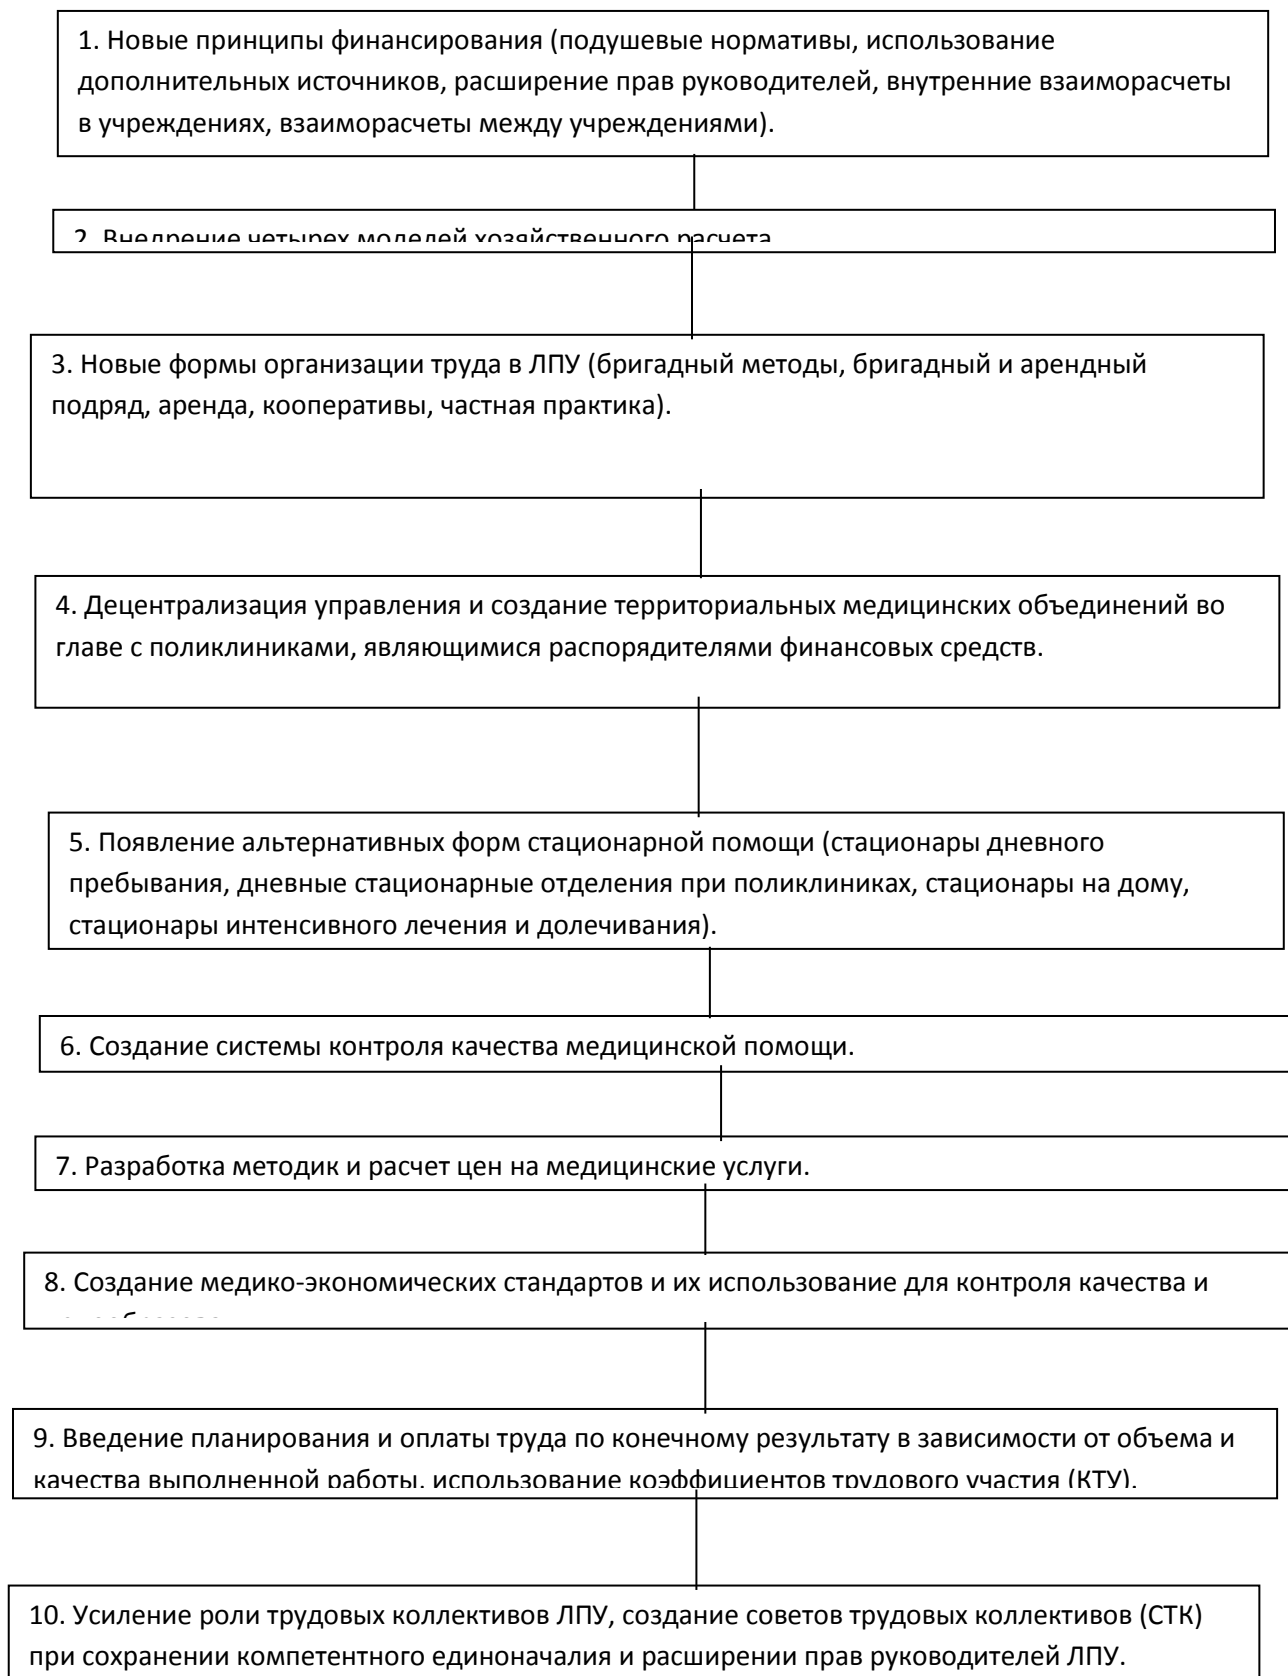 1. Новые принципы финансирования (подушевые нормативы, использование
дополнительных источников, расширение прав руководителей, внутренние взаиморасчеты
в учреждениях, взаиморасчеты между учреждениями).
2. Внедрение четырех моделей хозяйственного расчета
3. Новые формы организации труда в ЛПУ (бригадный методы, бригадный и арендный
подряд, аренда, кооперативы, частная практика).
4. Децентрализация управления и создание территориальных медицинских объединений во
главе с поликлиниками, являющимися распорядителями финансовых средств.
5. Появление альтернативных форм стационарной помощи (стационары дневного
пребывания, дневные стационарные отделения при поликлиниках, стационары на дому,
стационары интенсивного лечения и долечивания).
6. Создание системы контроля качества медицинской помощи.
7. Разработка методик и расчет цен на медицинские услуги.
8. Создание медико-экономических стандартов и их использование для контроля качества и
9. Введение планирования и оплаты труда по конечному результату в зависимости от объема и
качества выполненной работы, использование коэффициентов трудового участия (КТУ).
10. Усиление роли трудовых коллективов ЛПУ, создание советов трудовых коллективов (СТК)
при сохранении компетентного единоначалия и расширении прав руководителей ЛПУ.